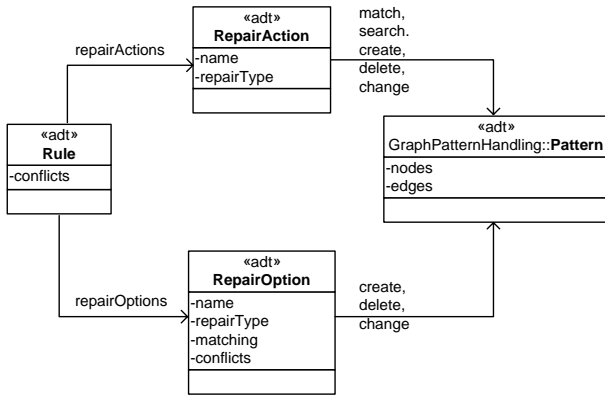 «adt»
RepairAction
-name
-repairType
match,
search.
create,
delete,
change
repairActions
«adt»
Rule
-conflicts
«adt»
GraphPatternHandling::Pattern
-nodes
-edges
repairOptions
«adt»
RepairOption
-name
-repairType
-matching
-conflicts
create,
delete,
change